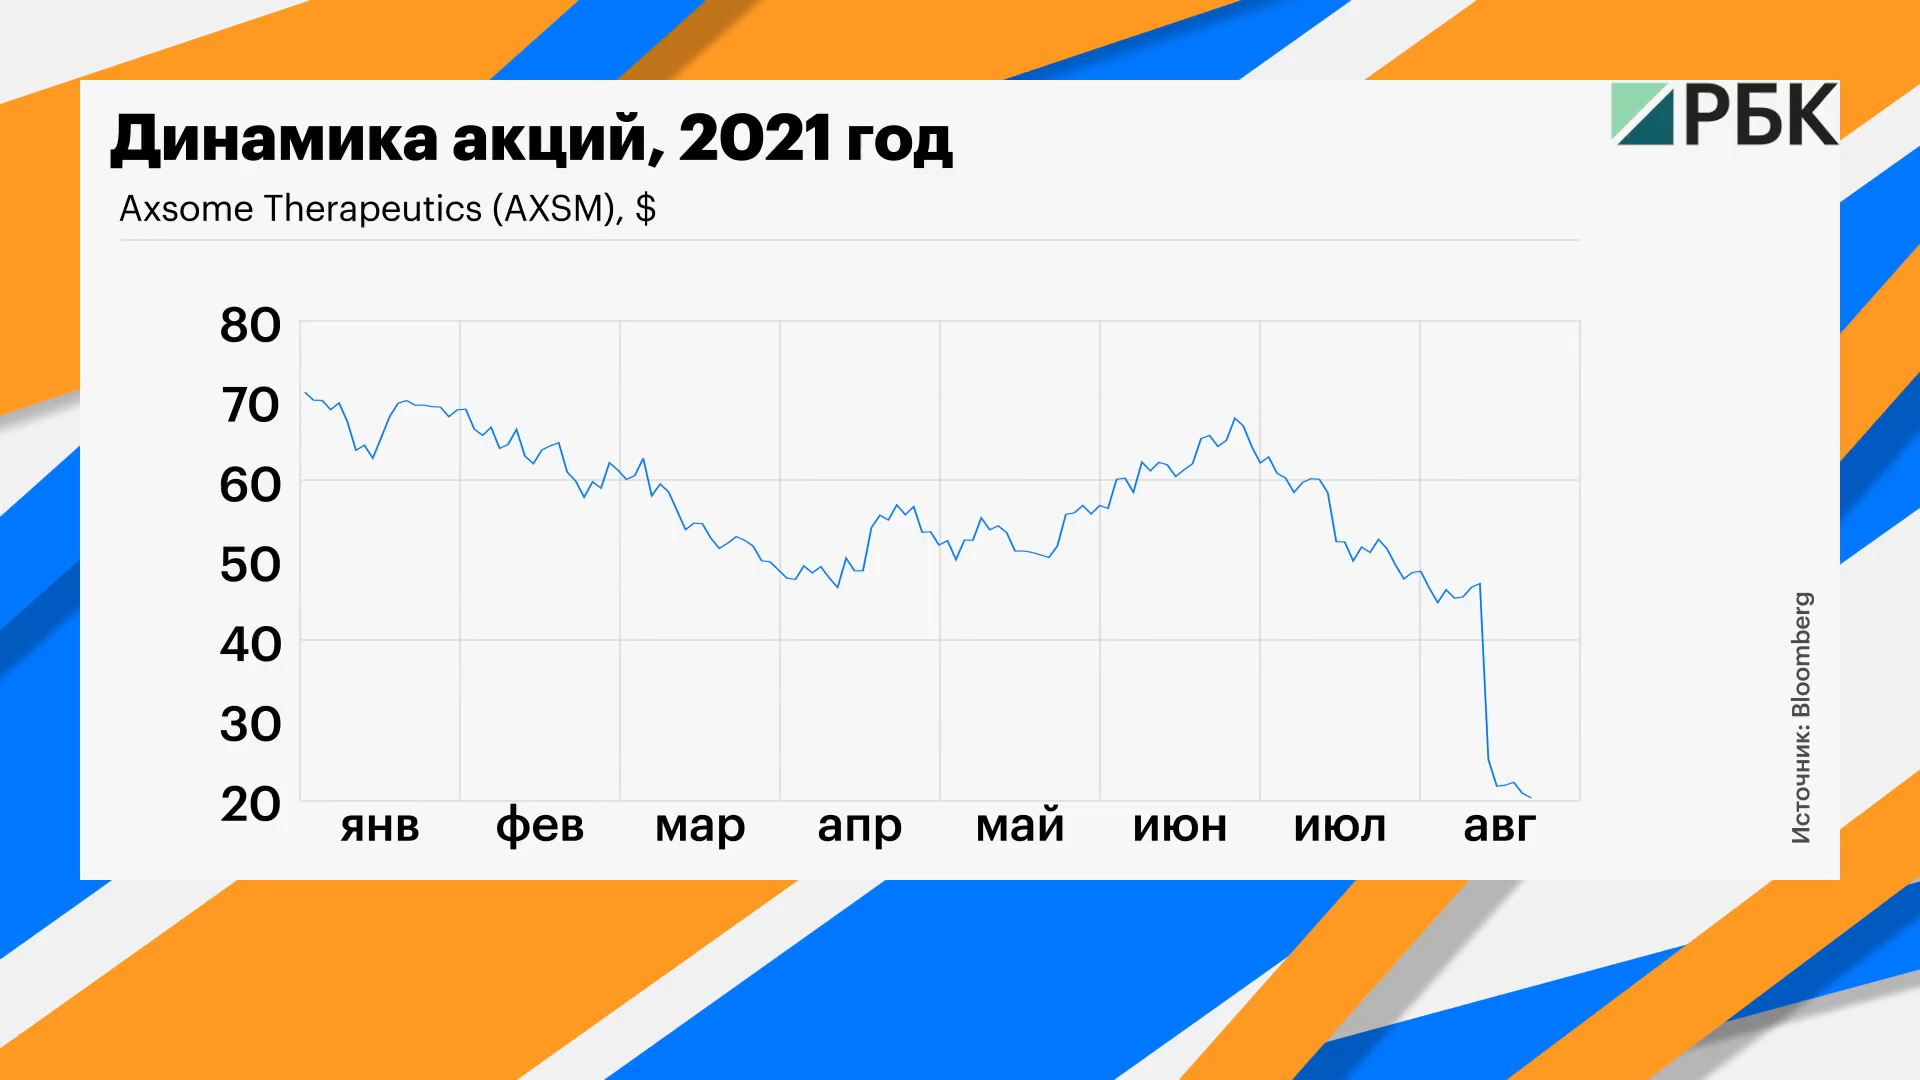 Динамика акций, 2021 год
РБК
Axsome Therapeutics (AXSM), $
80
70
60
50
40
30
20
янв фев мар апр май июн июл авг
Источник: Bloomberg